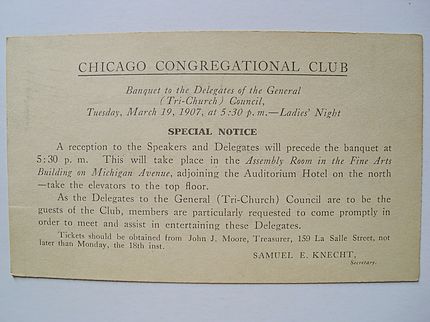 CHICAGO CONGREGATIONAL CLUB
Banquet to the Delegates of the General
(Tri-Church) Council,
Tuesday, March 19, 1907, at 5:30 p. m.—Ladies' Night
SPECIAL NOTICE
A reception to the Speakers and Delegates will precede the banquet at
5:30 p. m. This will take place in the Assembly Room in the Fine Arts
Building on Michigan Avenue, adjoining the Auditorium Hotel on the north
—take the elevators to the top floor.
As the Delegates to the General (Tri-Church) Council are to be the
guests of the Club, members are particularly requested to come promptly in
order to meet and assist in entertaining these Delegates.
Tickets should be obtained from John J. Moore, Treasurer, 159 La Salle Street, not
later than Monday, the 18th inst.
SAMUEL E. KNECHT,
Secretary.